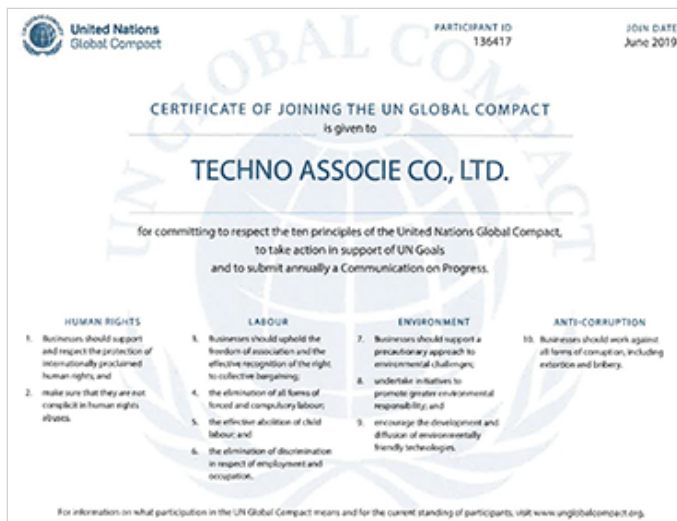 United Nations
Global Compact
PARTICIPANT ID
136417
JOIN DATE
June 2019
UN GLOBAL COMPACT
CERTIFICATE OF JOINING THE UN GLOBAL COMPACT
is given to
TECHNO ASSOCIE CO., LTD.
for committing to respect the ten principles of the United Nations Global Compact,
to take action in support of UN Goals
and to submit annually a Communication on Progress.
HUMAN RIGHTS
1. Businesses should support
and respect the protection of
internationally proclaimed
human rights; and
2. make sure that they are not
complicit in human rights
abuses.
LABOUR
3. Businesses should uphold the
freedom of association and the
effective recognition of the right
to collective bargaining;
4. the elimination of all forms of
forced and compulsory labour;
5. the effective abolition of child
labour; and
6. the elimination of discrimination
in respect of employment and
occupation.
ENVIRONMENT
7. Businesses should support a
precautionary approach to
environmental challenges;
8. undertake initiatives to
promote greater environmental
responsibility; and
9. encourage the development and
diffusion of environmentally
friendly technologies.
ANTI-CORRUPTION
10. Businesses should work against
all forms of corruption, including
extortion and bribery.
For information on what participation in the UN Global Compact means and for the current standing of participants, visit www.unglobalcompact.org.